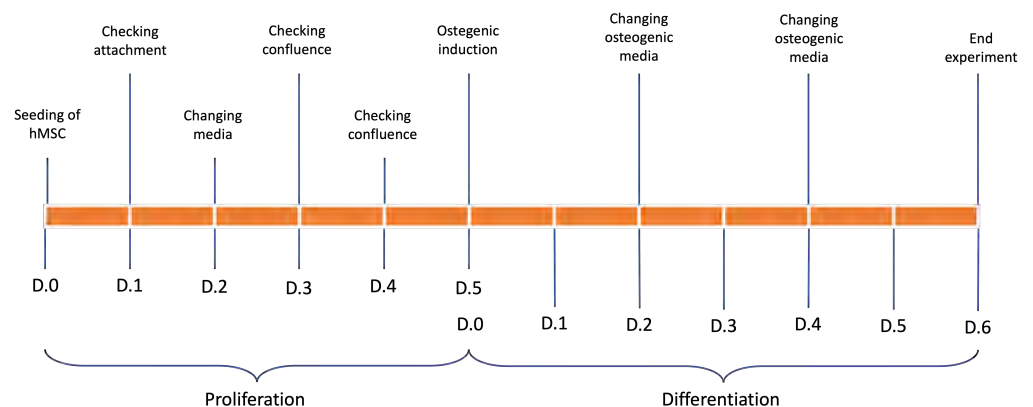 Checking
attachment
Checking
confluence
Ostegenic
induction
Changing
osteogenic
media
Changing
osteogenic
media
End
experiment
Seeding of
hMSC
Changing
media
Checking
confluence
D.0
D.1
D.2
D.3
D.4
D.5
D.0
D.1
D.2
D.3
D.4
D.5
D.6
Proliferation
Differentiation